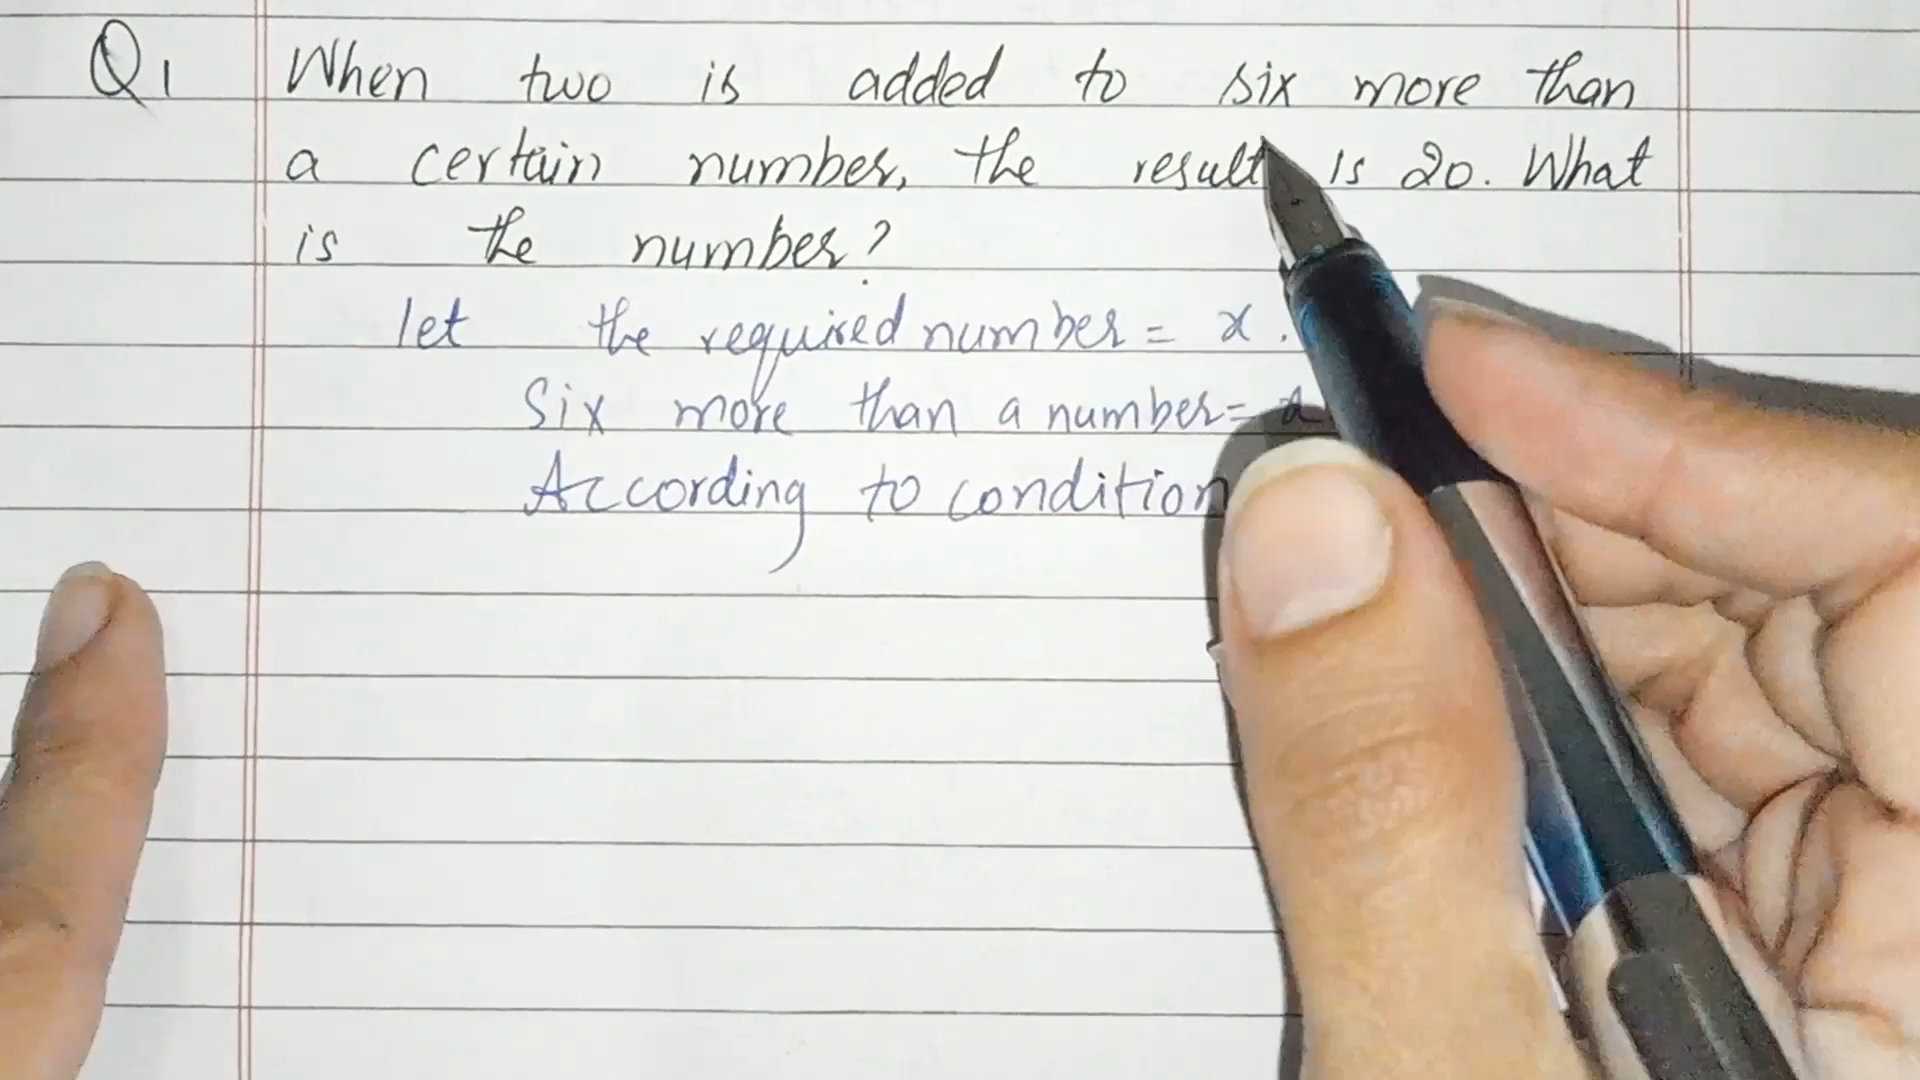 Q1 When two is added to six more than
a certain number, the result is 20. What
is the number?
let the required number = x.
Six more than a number = x
According to condition